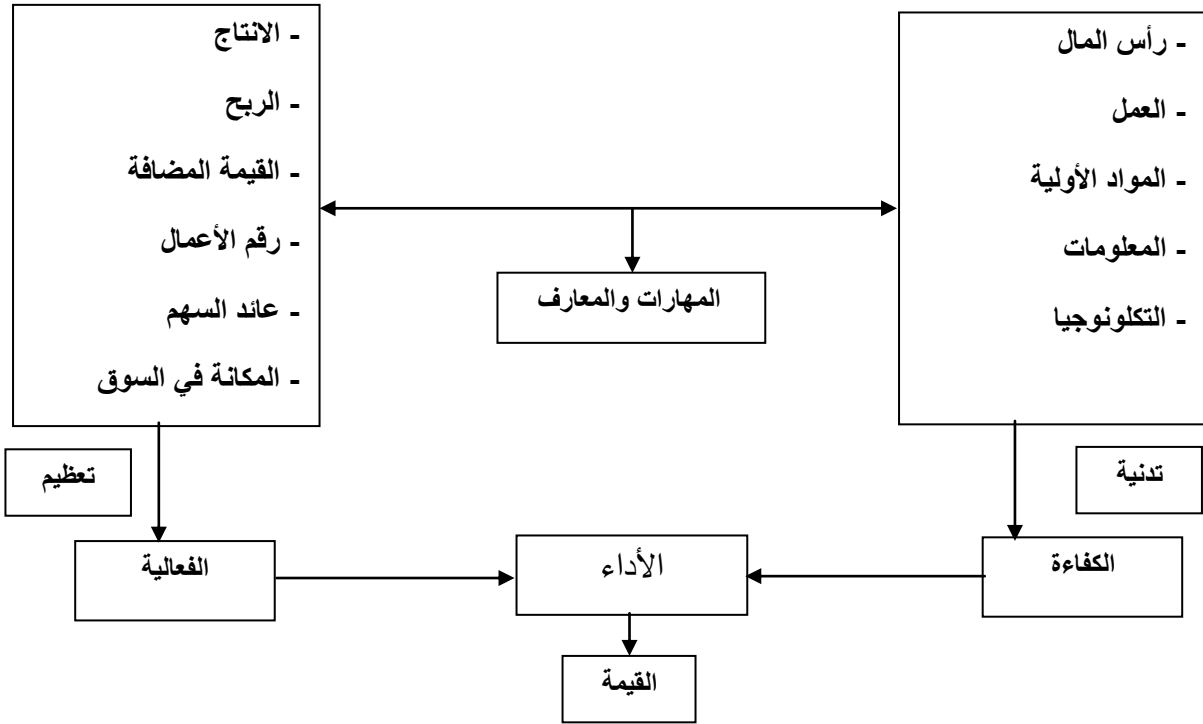 - رأس المال
- العمل
- المواد الأولية
- المعلومات
- التكلونوجيا
- الانتاج
- الربح
- القيمة المضافة
- رقم الأعمال
- عائد السهم
- المكانة في السوق
المهارات والمعارف
تدنية
تعظيم
الكفاءة
الأداء
الفعالية
القيمة